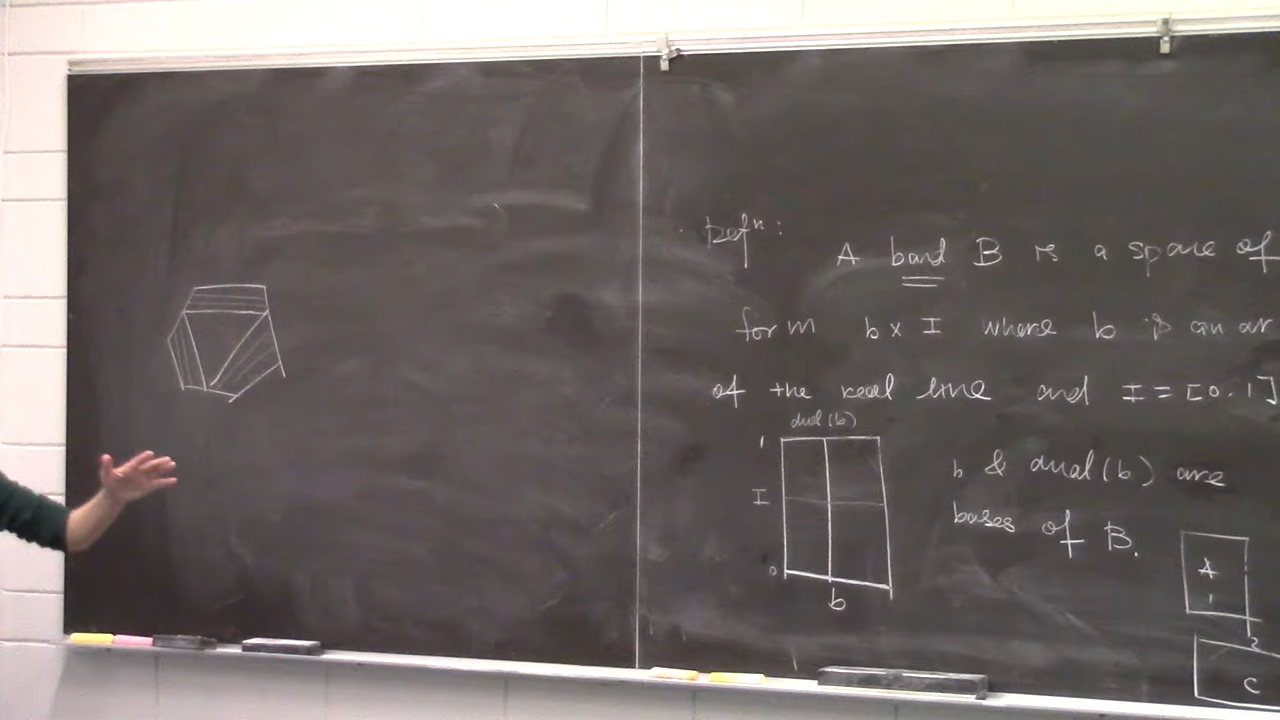 Defⁿ: A band B is a space of
form b x I where b is an ar
of the real line and I = [0.1]
dual (b)
1
I
0
b
b & dual(b) are
bases of B.
A
1
2
C